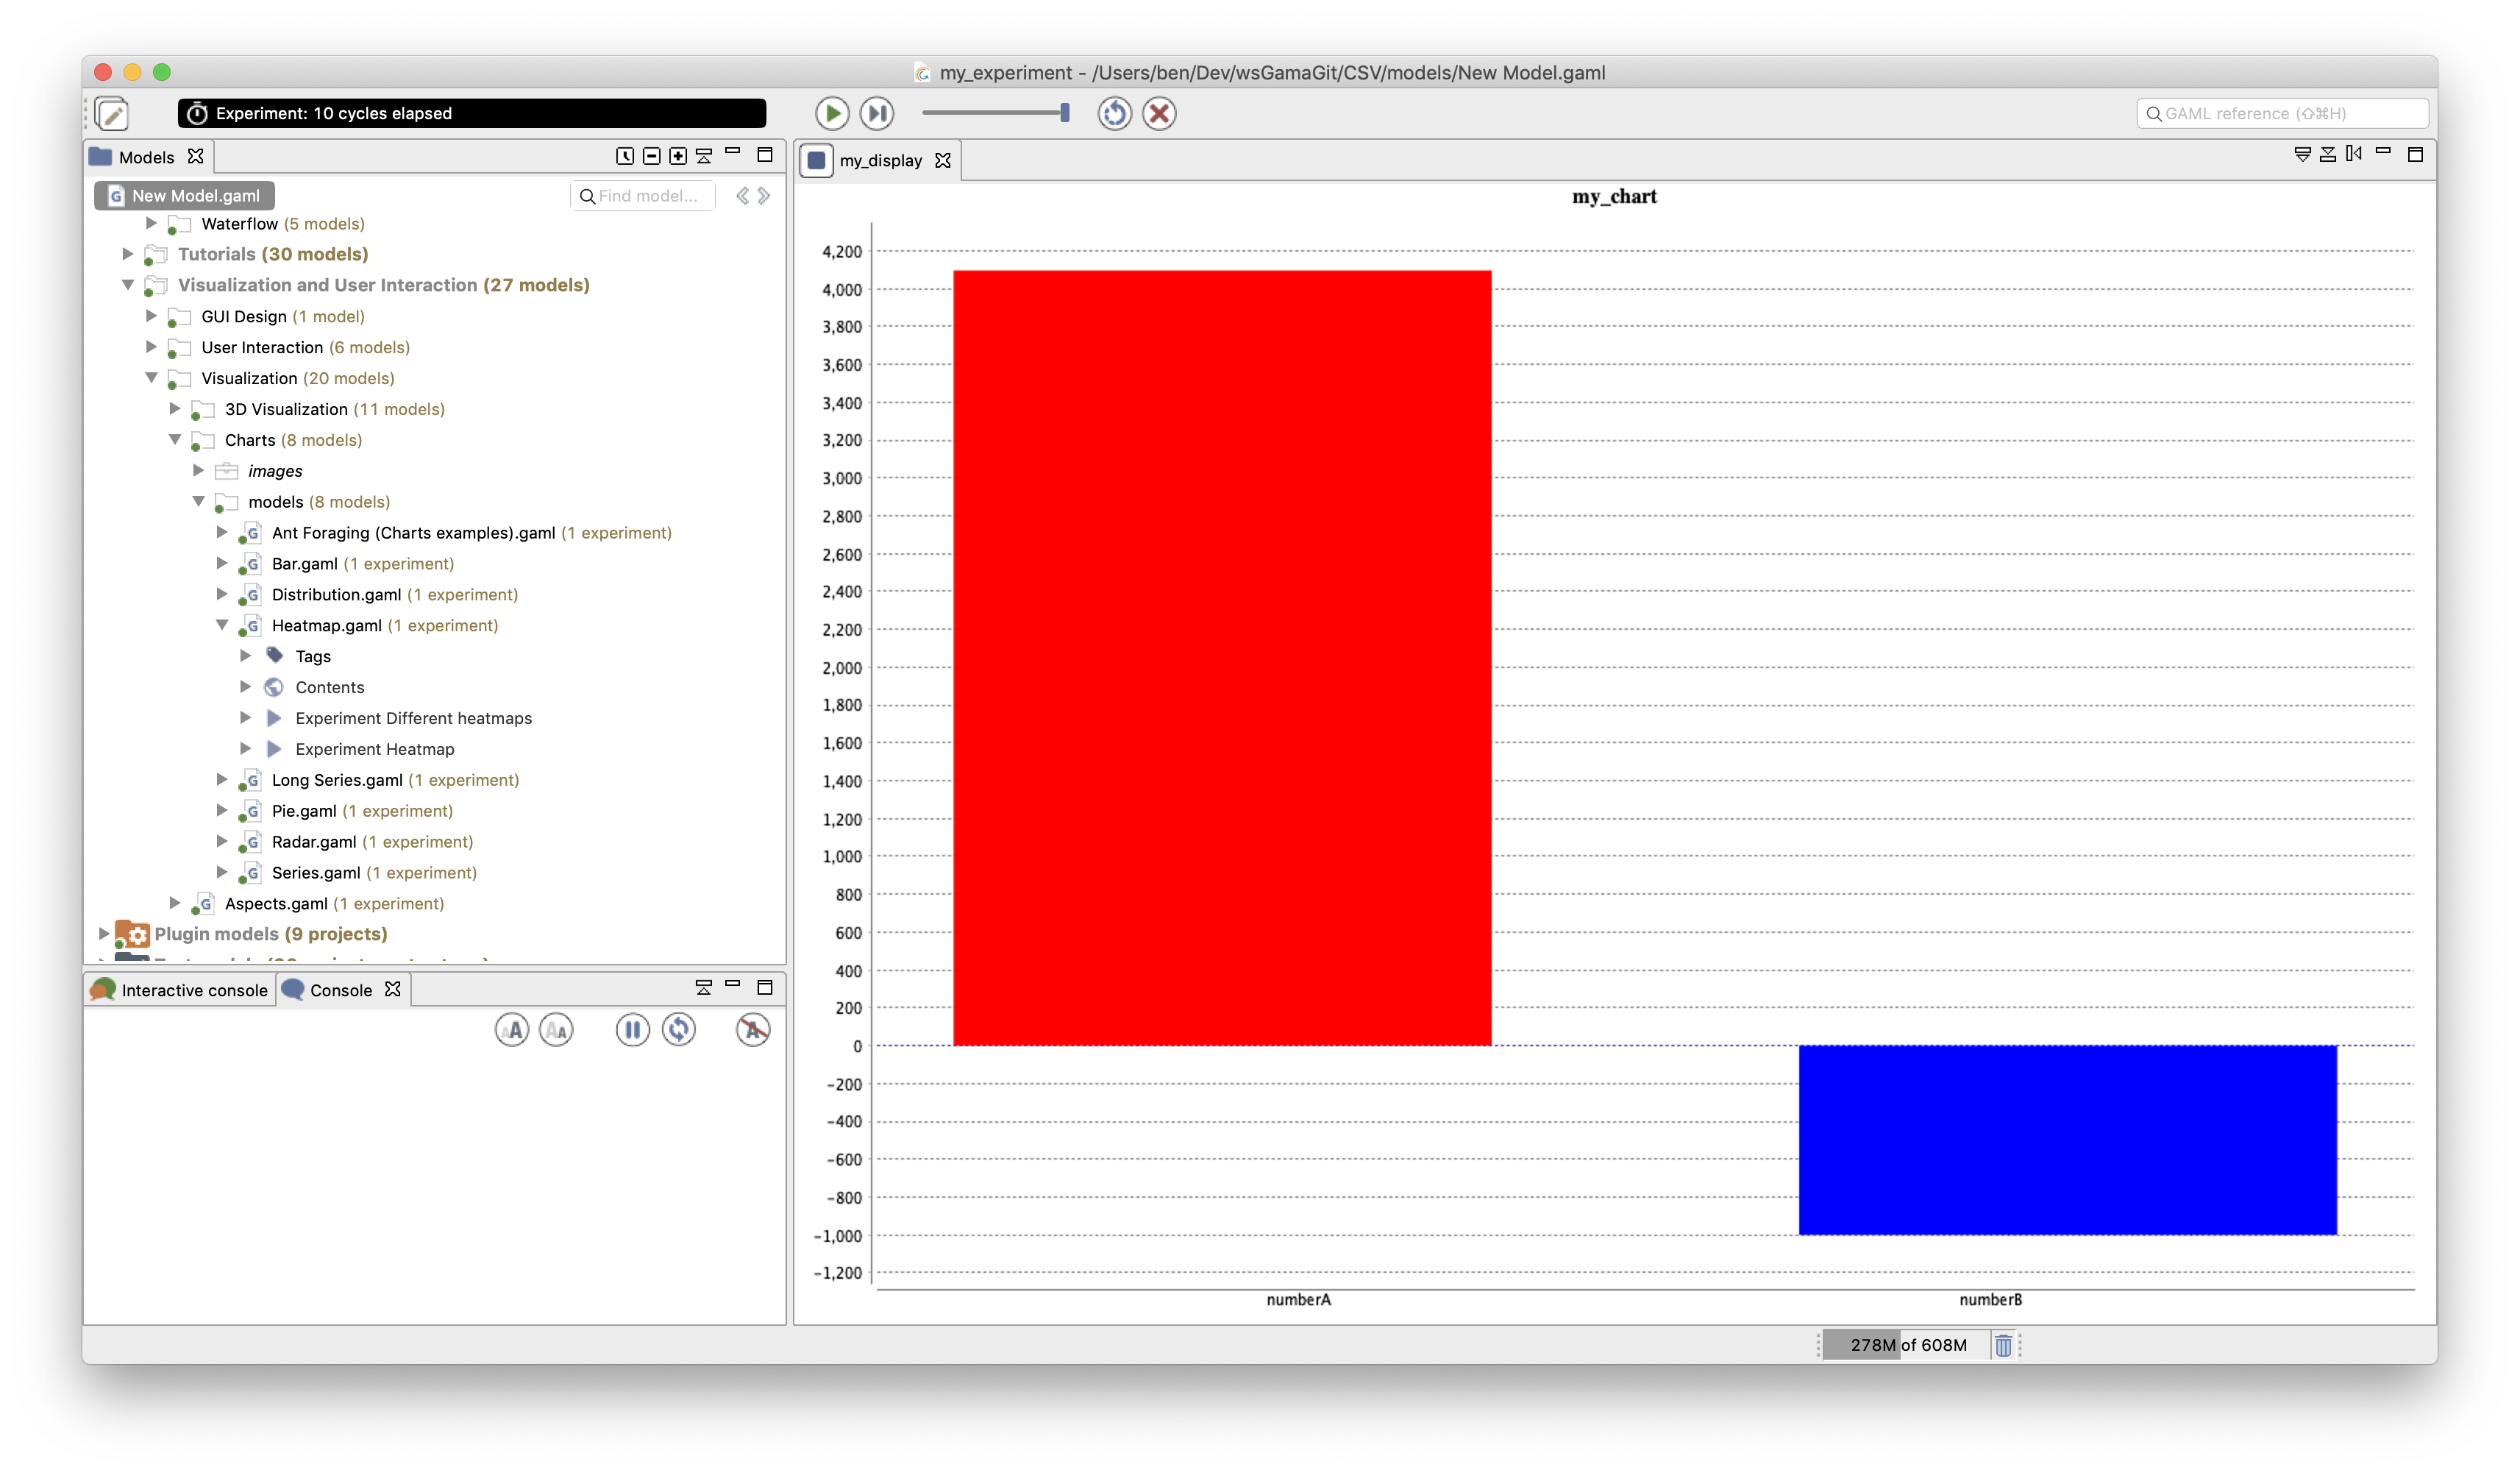 my_experiment - /Users/ben/Dev/wsGamaGit/CSV/models/New Model.gaml
Experiment: 10 cycles elapsed
GAML reference (⇧⌘H)
Models
New Model.gaml
Find model...
Waterflow (5 models)
Tutorials (30 models)
Visualization and User Interaction (27 models)
GUI Design (1 model)
User Interaction (6 models)
Visualization (20 models)
3D Visualization (11 models)
Charts (8 models)
images
models (8 models)
Ant Foraging (Charts examples).gaml (1 experiment)
Bar.gaml (1 experiment)
Distribution.gaml (1 experiment)
Heatmap.gaml (1 experiment)
Tags
Contents
Experiment Different heatmaps
Experiment Heatmap
Long Series.gaml (1 experiment)
Pie.gaml (1 experiment)
Radar.gaml (1 experiment)
Series.gaml (1 experiment)
Aspects.gaml (1 experiment)
Plugin models (9 projects)
Interactive console
Console
my_display
my_chart
4,200
4,000
3,800
3,600
3,400
3,200
3,000
2,800
2,600
2,400
2,200
2,000
1,800
1,600
1,400
1,200
1,000
800
600
400
200
0
-200
-400
-600
-800
-1,000
-1,200
numberA
numberB
278M of 608M